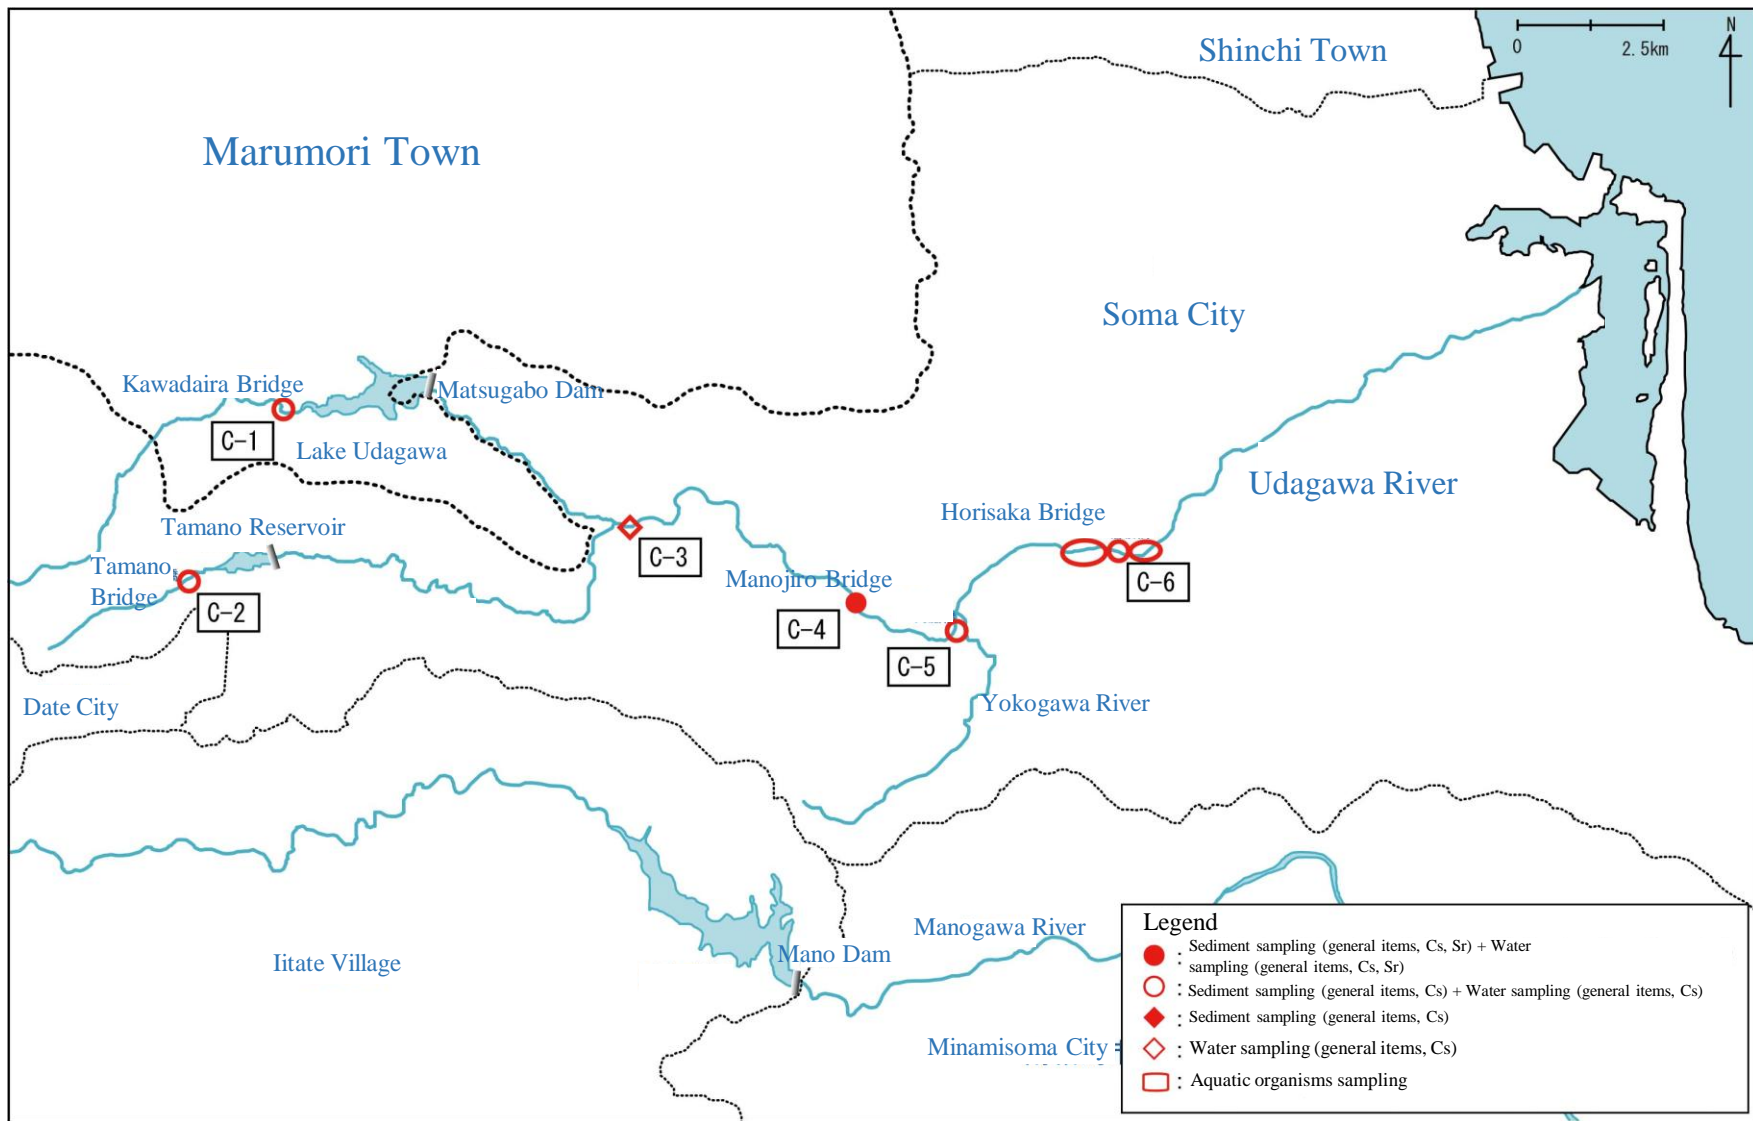 Shinchi Town
0
2.5km
N
Marumori Town
Soma City
Kawadaira Bridge
Matsugabo Dam
C-1
Lake Udagawa
Udagawa River
Horisaka Bridge
Tamano Reservoir
C-3
Tamano
Bridge
C-2
Manojiro Bridge
C-6
C-4
C-5
Date City
Yokogawa River
Manogawa River
Mano Dam
Iitate Village
Minamisoma City
Legend
: Sediment sampling (general items, Cs, Sr) + Water
sampling (general items, Cs, Sr)
: Sediment sampling (general items, Cs) + Water sampling (general items, Cs)
: Sediment sampling (general items, Cs)
: Water sampling (general items, Cs)
: Aquatic organisms sampling